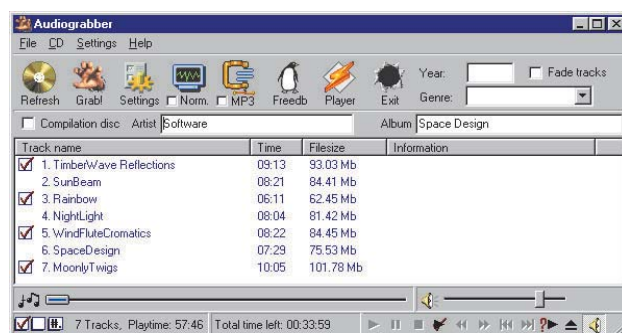 Audiograbber
File CD Settings Help
Year: Fade tracks
Refresh Grab! Settings Norm. MP3 Freedb Player Exit Genre:
Compilation disc Artist Software Album Space Design
Track name Time Filesize Information
1. TimberWave Reflections 09:13 93.03 Mb
2. SunBeam 08:21 84.41 Mb
3. Rainbow 06:11 62.45 Mb
4. NightLight 08:04 81.42 Mb
5. WindFluteCromatics 08:22 84.45 Mb
6. SpaceDesign 07:29 75.53 Mb
7. MoonlyTwigs 10:05 101.78 Mb
#. 7 Tracks, Playtime: 57:46 Total time left: 00:33:59 ?